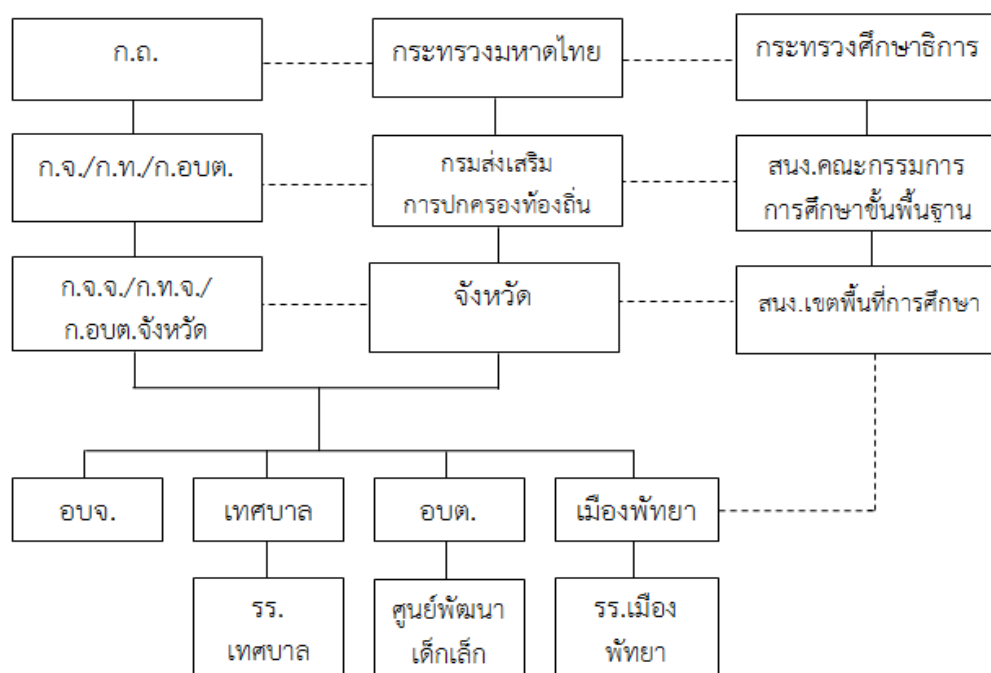 ก.ถ.
กระทรวงมหาดไทย
กระทรวงศึกษาธิการ
ก.จ./ก.ท./ก.อบต.
กรมส่งเสริม
การปกครองท้องถิ่น
สนง.คณะกรรมการ
การศึกษาขั้นพื้นฐาน
ก.จ.จ./ก.ท.จ./
ก.อบต.จังหวัด
จังหวัด
สนง.เขตพื้นที่การศึกษา
อบจ.
เทศบาล
อบต.
เมืองพัทยา
รร.
เทศบาล
ศูนย์พัฒนา
เด็กเล็ก
รร.เมือง
พัทยา